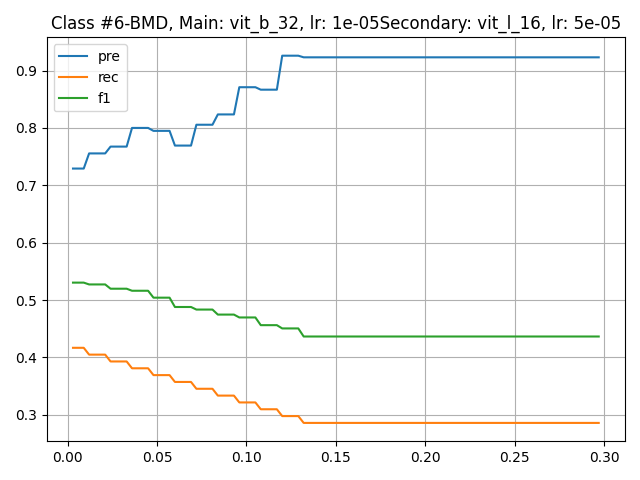 Class #6-BMD, Main: vit_b_32, lr: 1e-05Secondary: vit_l_16, lr: 5e-05
pre
rec
f1
0.9
0.8
0.7
0.6
0.5
0.4
0.3
0.00 0.05 0.10 0.15 0.20 0.25 0.30